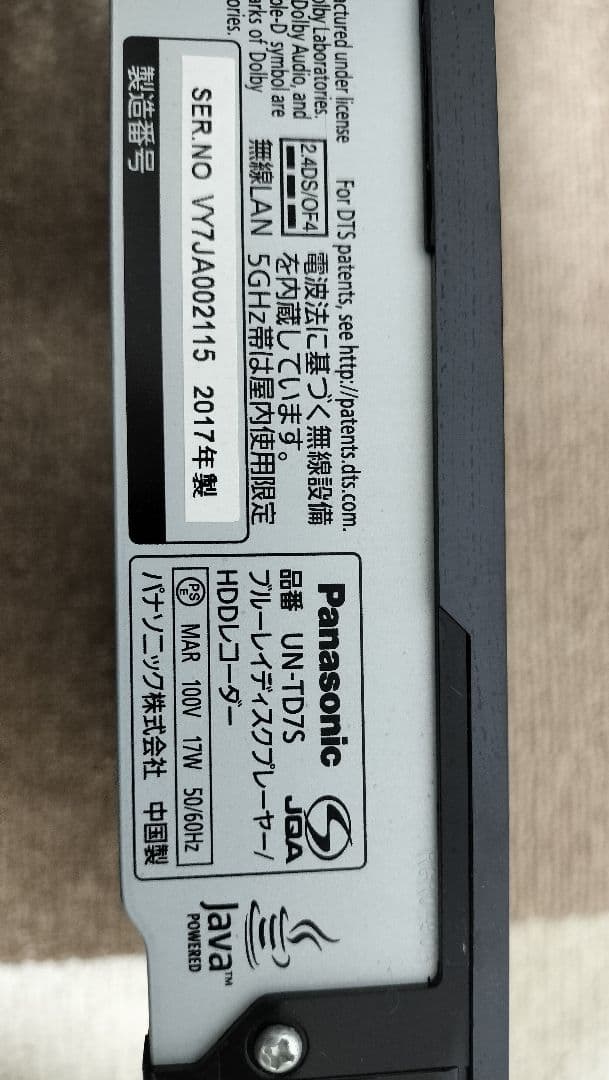 actured under license
olby Laboratories.
Dolby Audio, and
ble-D symbol are
arks of Dolby
ories.
For DTS patents, see http://patents.dts.com.
2.4DS/OF4
電波法に基づく無線設備
を内蔵しています。
無線LAN 5GHz帯は屋内使用限定
SER.NO VY7JA002115 2017年製
製造番号
Panasonic
JQA
品番 UN-TD7S
ブルーレイディスクプレーヤー/
HDDレコーダー
PS
E
MAR 100V 17W 50/60Hz
パナソニック株式会社 中国製
Java™
POWERED